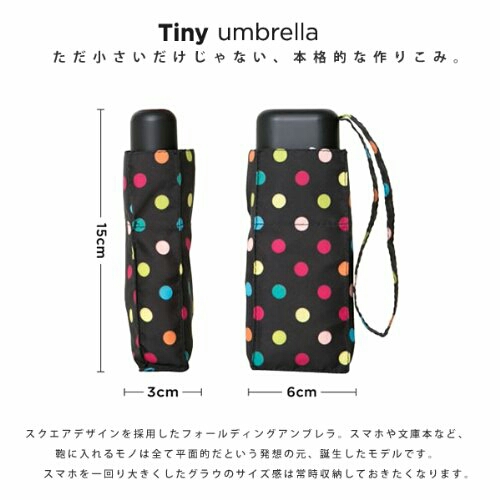 Tiny umbrella
ただ小さいだけじゃない、本格的な作りこみ。
15cm
3cm
6cm
スクエアデザインを採用したフォールディングアンブレラ。スマホや文庫本など、
鞄に入れるモノは全て平面的だという発想の元、誕生したモデルです。
スマホを一回り大きくしたグラウのサイズ感は常時収納しておきたくなります。